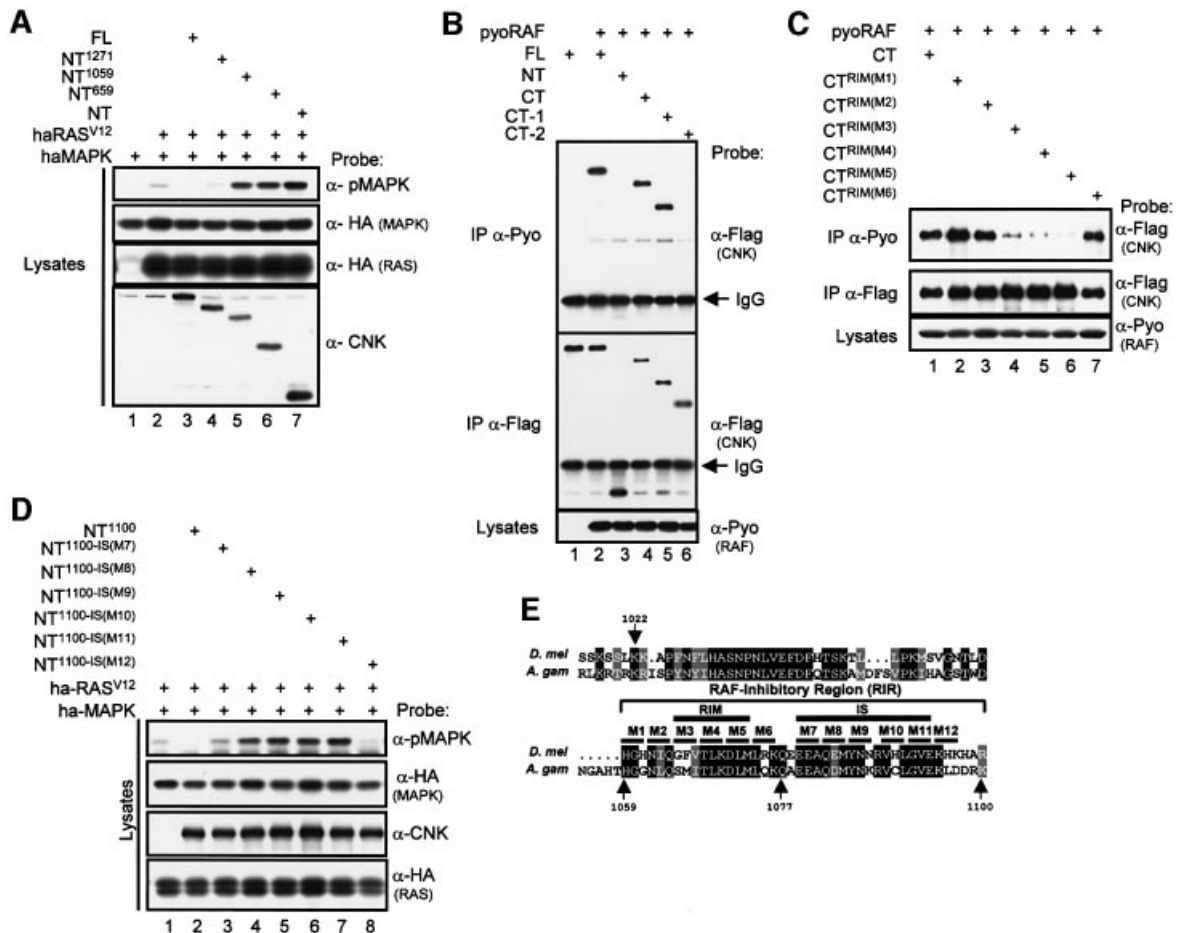 A
FL +
NT1271 +
NT1059 +
NT659 +
NT +
haRASV12 + + + + + +
haMAPK + + + + + + + Probe:
α- pMAPK
α- HA (MAPK)
Lysates
α- HA (RAS)
α- CNK
1 2 3 4 5 6 7
B
pyoRAF + + + + +
FL + +
NT +
CT +
CT-1 +
CT-2 +
Probe:
IP α-Pyo
α-Flag
(CNK)
IgG
IP α-Flag
α-Flag
(CNK)
IgG
Lysates
α-Pyo
(RAF)
1 2 3 4 5 6
C
pyoRAF + + + + + + +
CT +
CTRIM(M1) +
CTRIM(M2) +
CTRIM(M3) +
CTRIM(M4) +
CTRIM(M5) +
CTRIM(M6) +
Probe:
IP α-Pyo
α-Flag
(CNK)
IP α-Flag
α-Flag
(CNK)
Lysates
α-Pyo
(RAF)
1 2 3 4 5 6 7
D
NT1100 +
NT1100-IS(M7) +
NT1100-IS(M8) +
NT1100-IS(M9) +
NT1100-IS(M10) +
NT1100-IS(M11) +
NT1100-IS(M12) +
ha-RASV12 + + + + + + + +
ha-MAPK + + + + + + + + Probe:
α-pMAPK
α-HA
(MAPK)
Lysates
α-CNK
α-HA
(RAS)
1 2 3 4 5 6 7 8
E
1022
D. mel SSKSSLKK.APFNFLHASNPNLVEFDFHTSKTL...LPKMSVGNTLD
A. gam RLKRTRKRISPYNYIHASNPNLVEFDFQTSKAMDFSVPKIHAGSTWD
RAF-Inhibitory Region (RIR)
RIM IS
M1 M2 M3 M4 M5 M6 M7 M8 M9 M10 M11 M12
D. mel .....HGHNIQGFVTLKDLMLRKQEEEAQEMYNNRVHLGVEKHKHAR
A. gam NGAHTHGGNLQSMITLKDLMLQKQAEEAQDMYNKRVCLGVEKLDDRK
1059 1077 1100